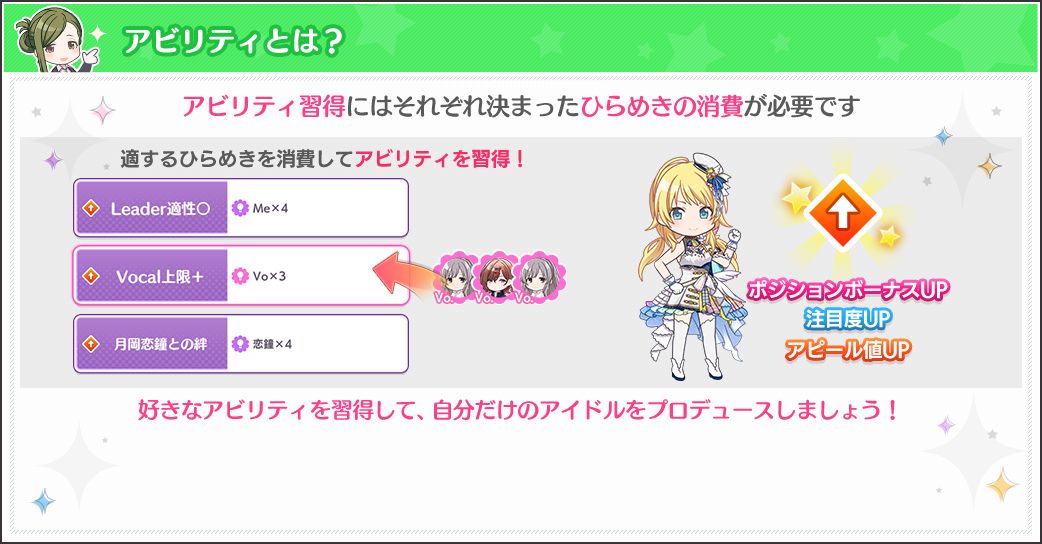 アビリティとは？
アビリティ習得にはそれぞれ決まったひらめきの消費が必要です
適するひらめきを消費してアビリティを習得！
Leader適性〇 Me×4
Vocal上限＋ Vo×3
Vo. Vo. Vo.
月岡恋鐘との絆 恋鐘×4
ポジションボーナスUP
注目度UP
アピール値UP
好きなアビリティを習得して、自分だけのアイドルをプロデュースしましょう！